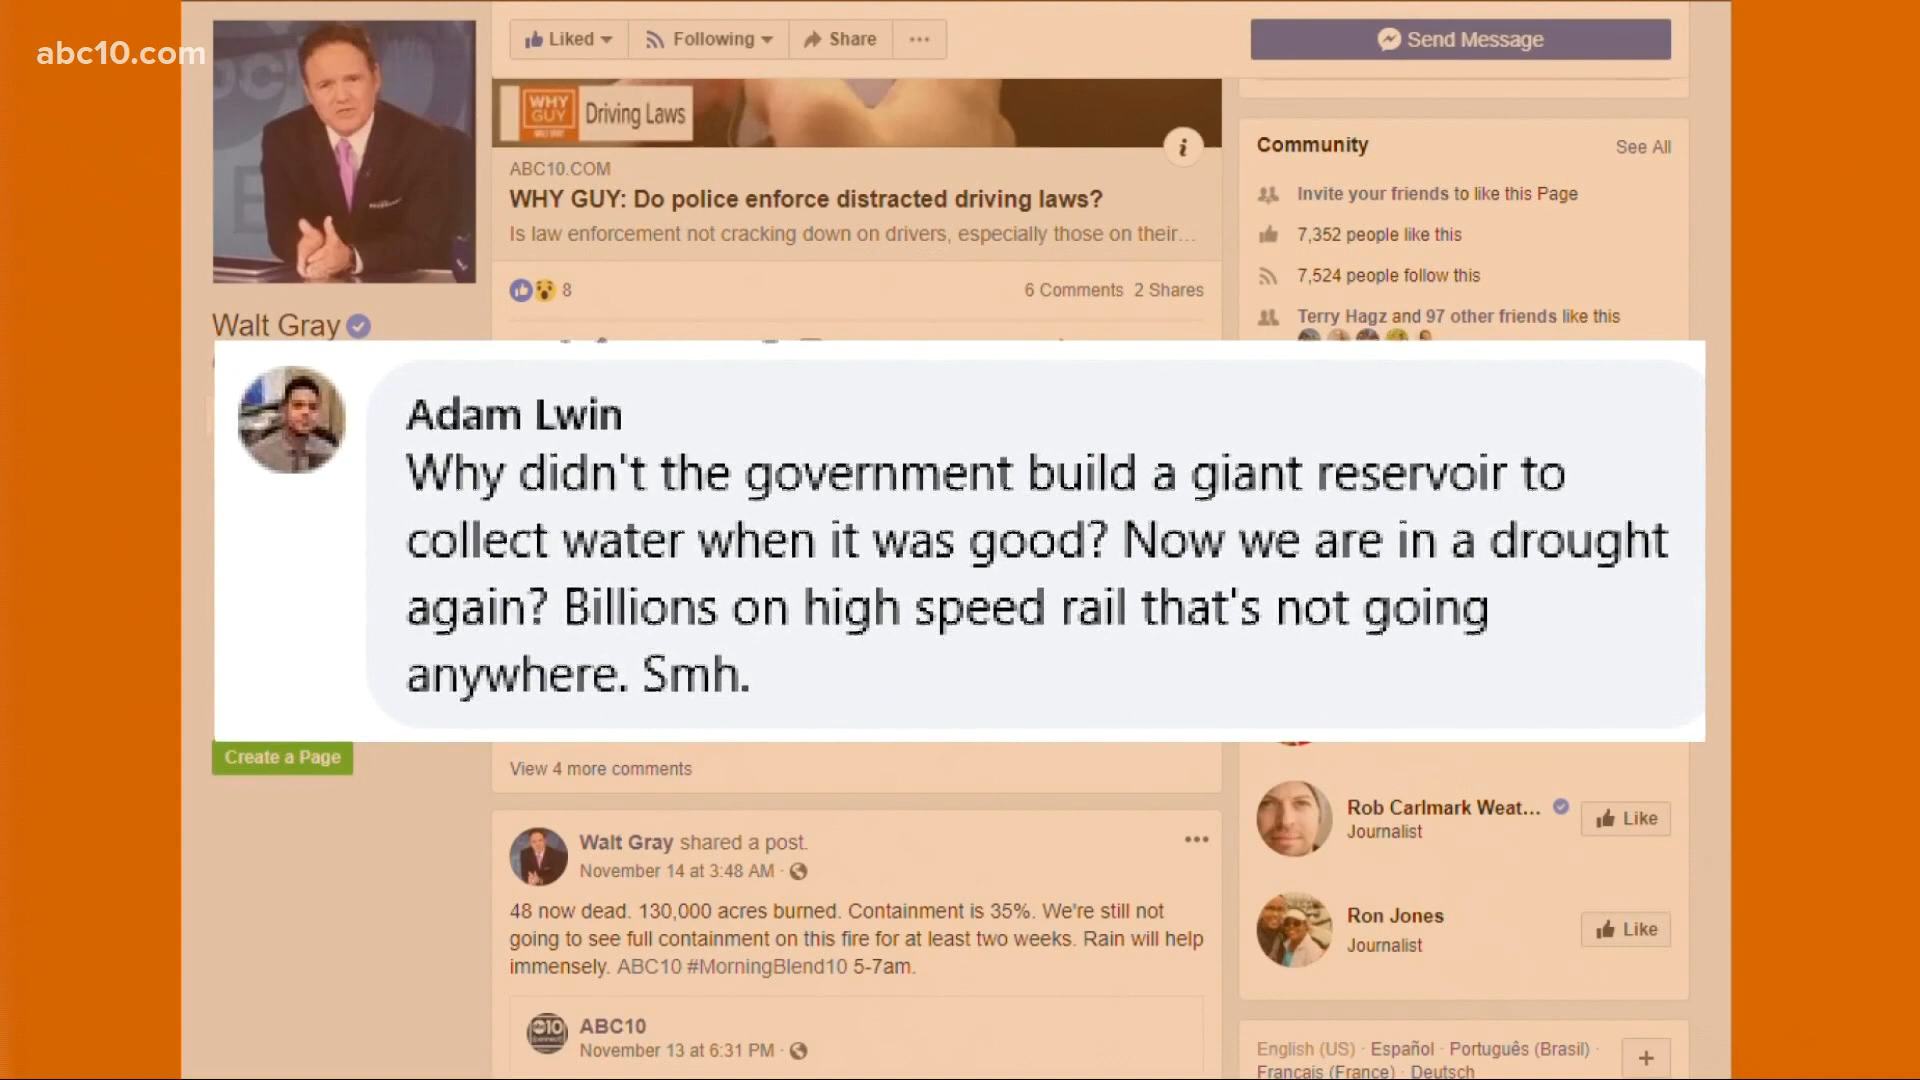 abc10.com
Liked
Following
Share
Send Message
WHY GUY
Driving Laws
ABC10.COM
WHY GUY: Do police enforce distracted driving laws?
Is law enforcement not cracking down on drivers, especially those on their...
8
6 Comments 2 Shares
Community
See All
Invite your friends to like this Page
7,352 people like this
7,524 people follow this
Terry Hagz and 97 other friends like this
Walt Gray
Adam Lwin
Why didn't the government build a giant reservoir to
collect water when it was good? Now we are in a drought
again? Billions on high speed rail that's not going
anywhere. Smh.
Create a Page
View 4 more comments
Walt Gray shared a post.
November 14 at 3:48 AM ·
48 now dead. 130,000 acres burned. Containment is 35%. We're still not
going to see full containment on this fire for at least two weeks. Rain will help
immensely. ABC10 #MorningBlend10 5-7am.
ABC10
November 13 at 6:31 PM ·
Rob Carlmark Weat...
Journalist
Like
Ron Jones
Journalist
Like
English (US) · Español · Português (Brasil) ·
Français (France) · Deutsch